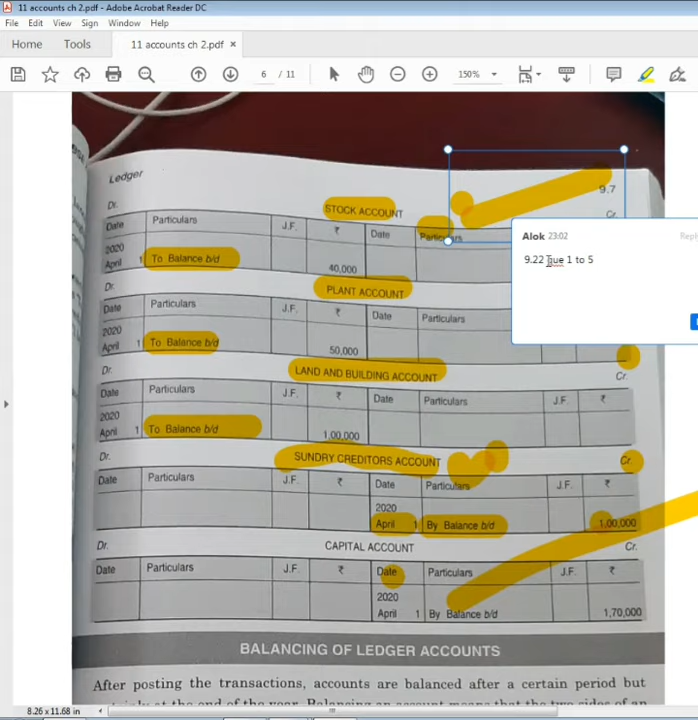 11 accounts ch 2.pdf - Adobe Acrobat Reader DC
File Edit View Sign Window Help
Home Tools 11 accounts ch 2.pdf ×
6 / 11 150%
Ledger 9.7
Dr. STOCK ACCOUNT Cr.
Date Particulars J.F. ₹ Date Particulars
2020
April 1 To Balance b/d 40,000
Dr. PLANT ACCOUNT
Date Particulars J.F. ₹ Date Particulars
2020
April 1 To Balance b/d 50,000
Dr. LAND AND BUILDING ACCOUNT Cr.
Date Particulars J.F. ₹ Date Particulars J.F. ₹
2020
April 1 To Balance b/d 1,00,000
Dr. SUNDRY CREDITORS ACCOUNT Cr.
Date Particulars J.F. ₹ Date Particulars J.F. ₹
2020
April 1 By Balance b/d 1,00,000
Dr. CAPITAL ACCOUNT Cr.
Date Particulars J.F. ₹ Date Particulars J.F. ₹
2020
April 1 By Balance b/d 1,70,000
BALANCING OF LEDGER ACCOUNTS
After posting the transactions, accounts are balanced after a certain period but
Alok 23:02
9.22 que 1 to 5
8.26 x 11.68 in